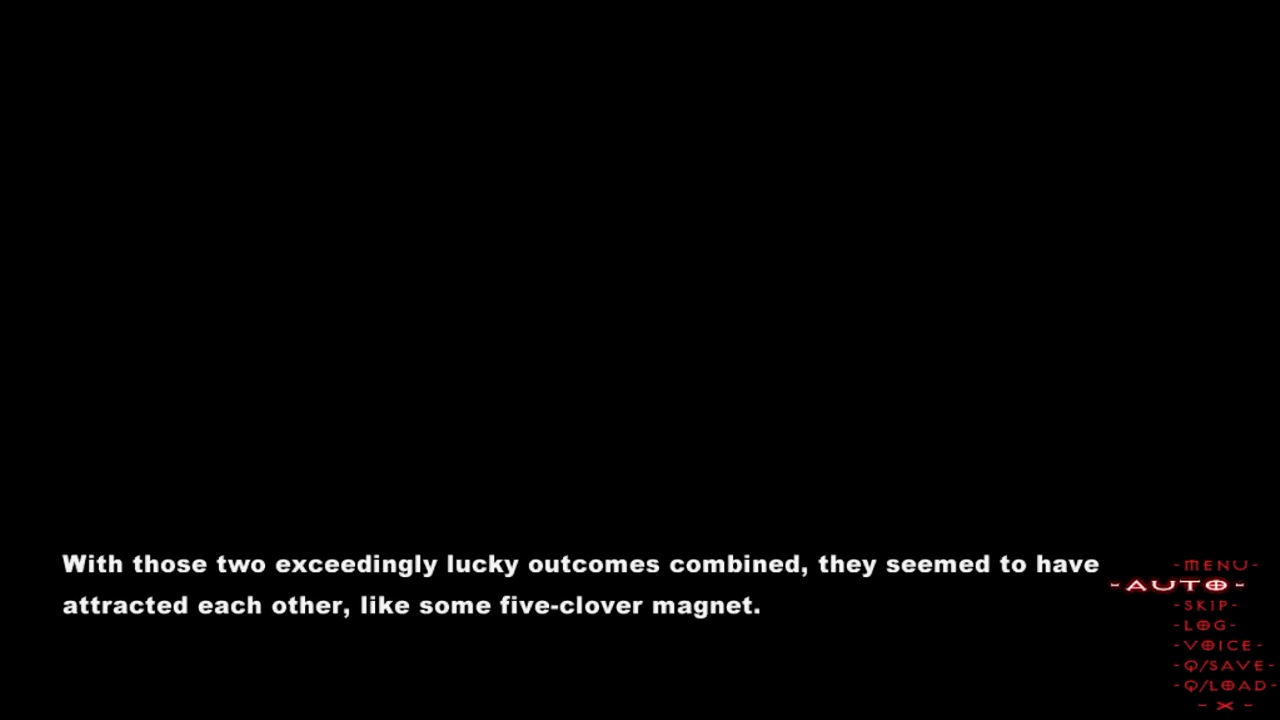 With those two exceedingly lucky outcomes combined, they seemed to have
attracted each other, like some five-clover magnet.
-MENU-
-AUTO-
-SKIP-
-LOG-
-VOICE-
-Q/SAVE-
-Q/LOAD-
-X-